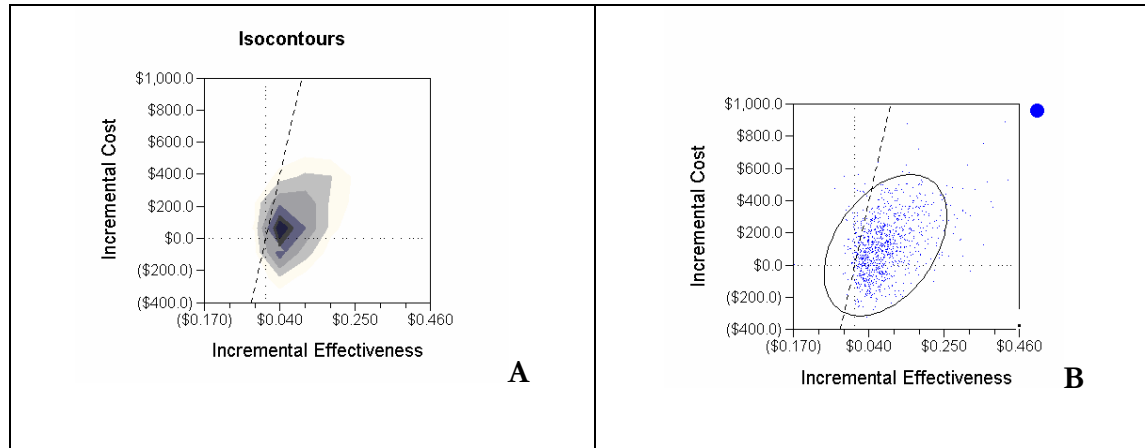 Isocontours
$1,000.0
$800.0
$600.0
$400.0
$200.0
$0.0
($200.0)
($400.0)
($0.170) $0.040 $0.250 $0.460
Incremental Cost
Incremental Effectiveness
A
$1,000.0
$800.0
$600.0
$400.0
$200.0
$0.0
($200.0)
($400.0)
($0.170) $0.040 $0.250 $0.460
Incremental Cost
Incremental Effectiveness
B